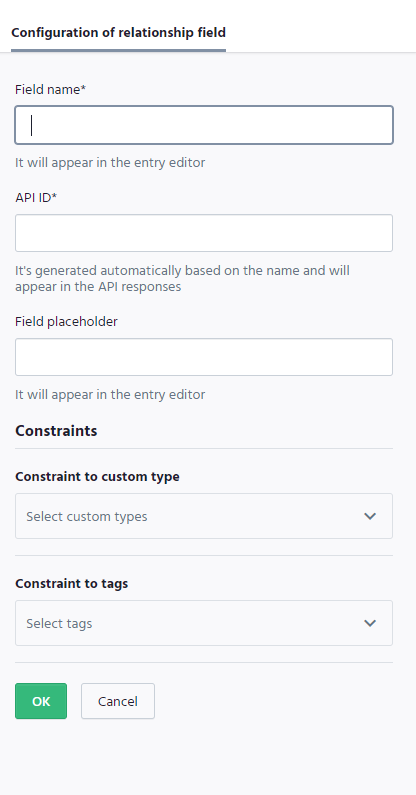 Configuration of relationship field
Field name*
It will appear in the entry editor
API ID*
It's generated automatically based on the name and will
appear in the API responses
Field placeholder
It will appear in the entry editor
Constraints
Constraint to custom type
Select custom types
Constraint to tags
Select tags
OK
Cancel